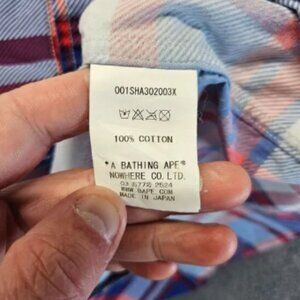 001SHA302003X
100% COTTON
"A BATHING APE®
NOWHERE CO. LTD.
03 5772 2524
WWW.BAPE.COM
MADE IN JAPAN